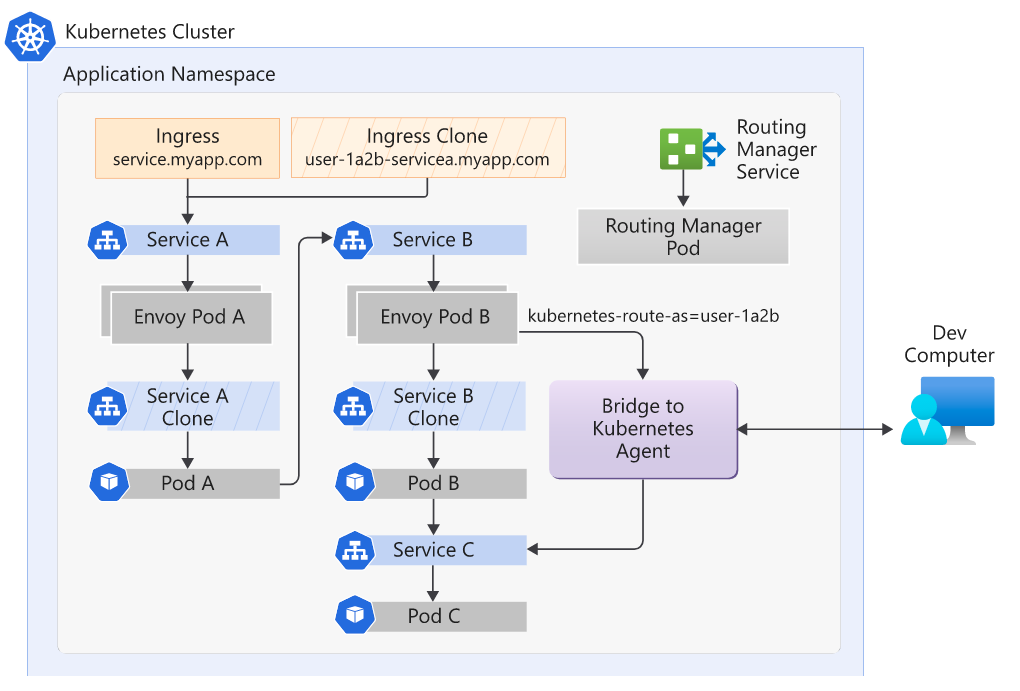 Kubernetes Cluster
Application Namespace
Ingress
service.myapp.com
Ingress Clone
user-1a2b-servicea.myapp.com
Routing
Manager
Service
Routing Manager
Pod
Service A
Service B
Envoy Pod A
Envoy Pod B
kubernetes-route-as=user-1a2b
Dev
Computer
Service A
Clone
Service B
Clone
Bridge to
Kubernetes
Agent
Pod A
Pod B
Service C
Pod C